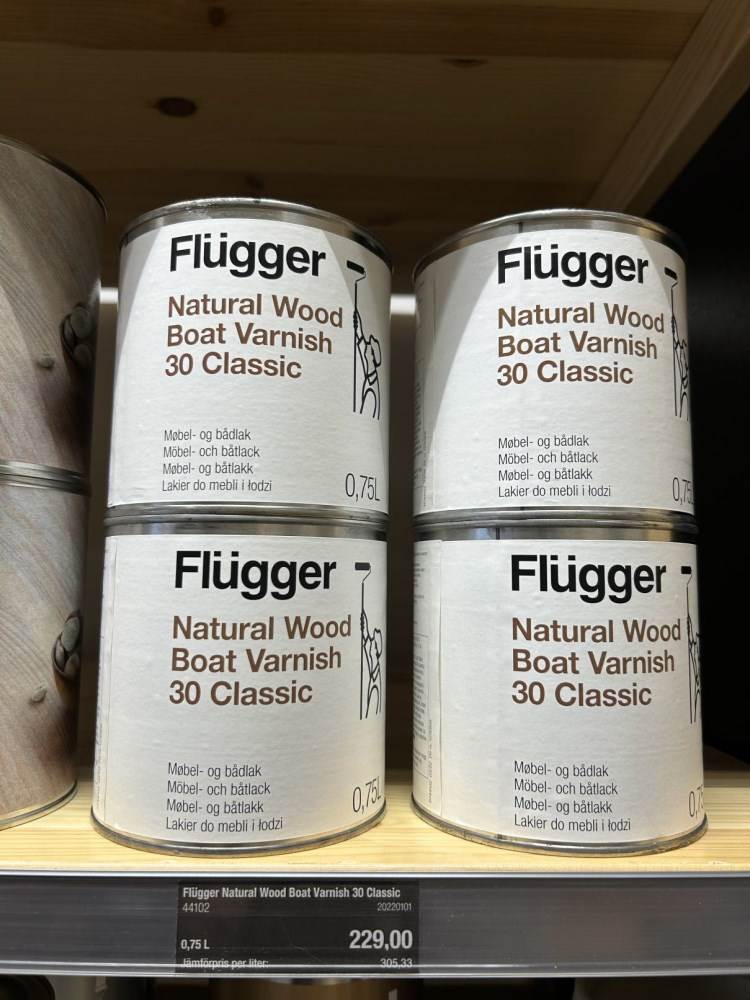 Flügger
Natural Wood
Boat Varnish
30 Classic
Møbel- og bådlak
Möbel- och båtlack
Møbel- og båtlakk
Lakier do mebli i łodzi
0,75L
Flügger
Natural Wood
Boat Varnish
30 Classic
Møbel- og bådlak
Möbel- och båtlack
Møbel- og båtlakk
Lakier do mebli i łodzi
0,75
Flügger
Natural Wood
Boat Varnish
30 Classic
Møbel- og bådlak
Möbel- och båtlack
Møbel- og båtlakk
Lakier do mebli i łodzi
0,75L
Flügger
Natural Wood
Boat Varnish
30 Classic
Møbel- og bådlak
Möbel- och båtlack
Møbel- og båtlakk
Lakier do mebli i łodzi
0,7
Flügger Natural Wood Boat Varnish 30 Classic
44102 20220101
0,75 L 229,00
Jämförpris per liter: 305,33